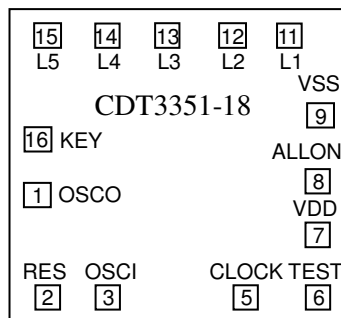 15 14 13 12 11
L5 L4 L3 L2 L1
VSS
CDT3351-18
9
16 KEY
ALLON
8
1 OSCO
VDD
7
RES OSCI CLOCK TEST
2 3 5 6